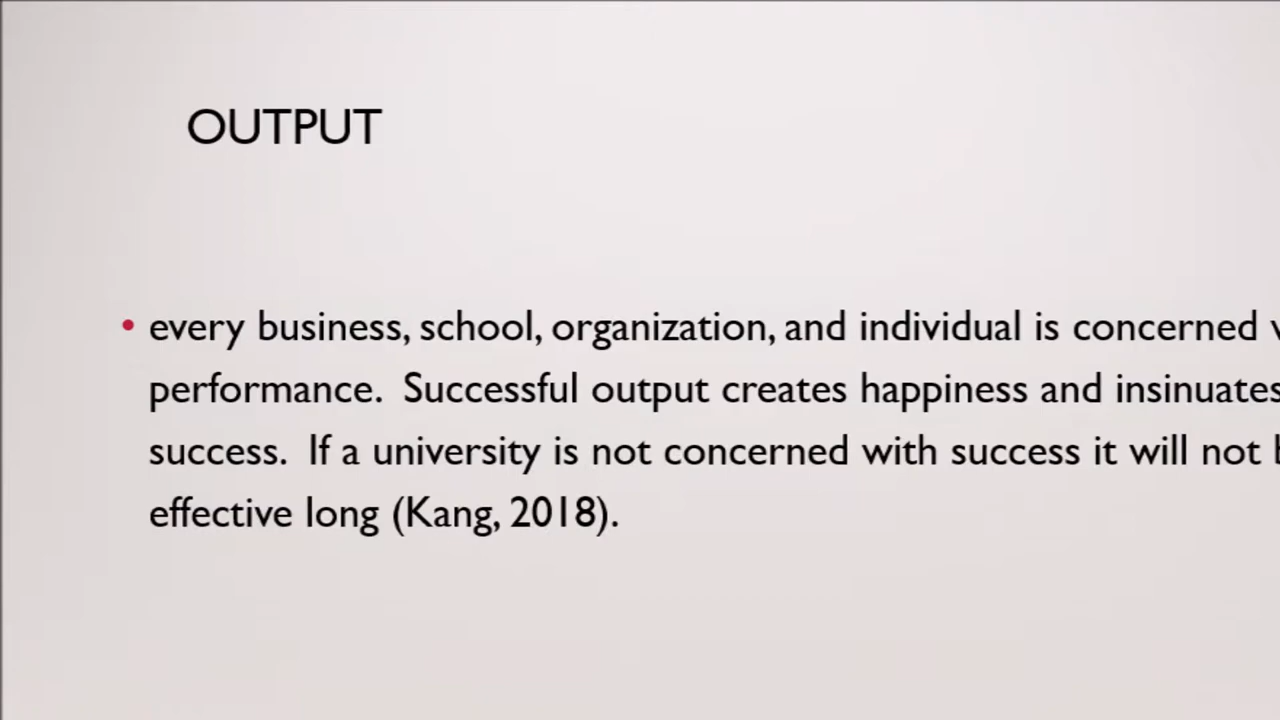 OUTPUT
• every business, school, organization, and individual is concerned
performance. Successful output creates happiness and insinuates
success. If a university is not concerned with success it will not
effective long (Kang, 2018).